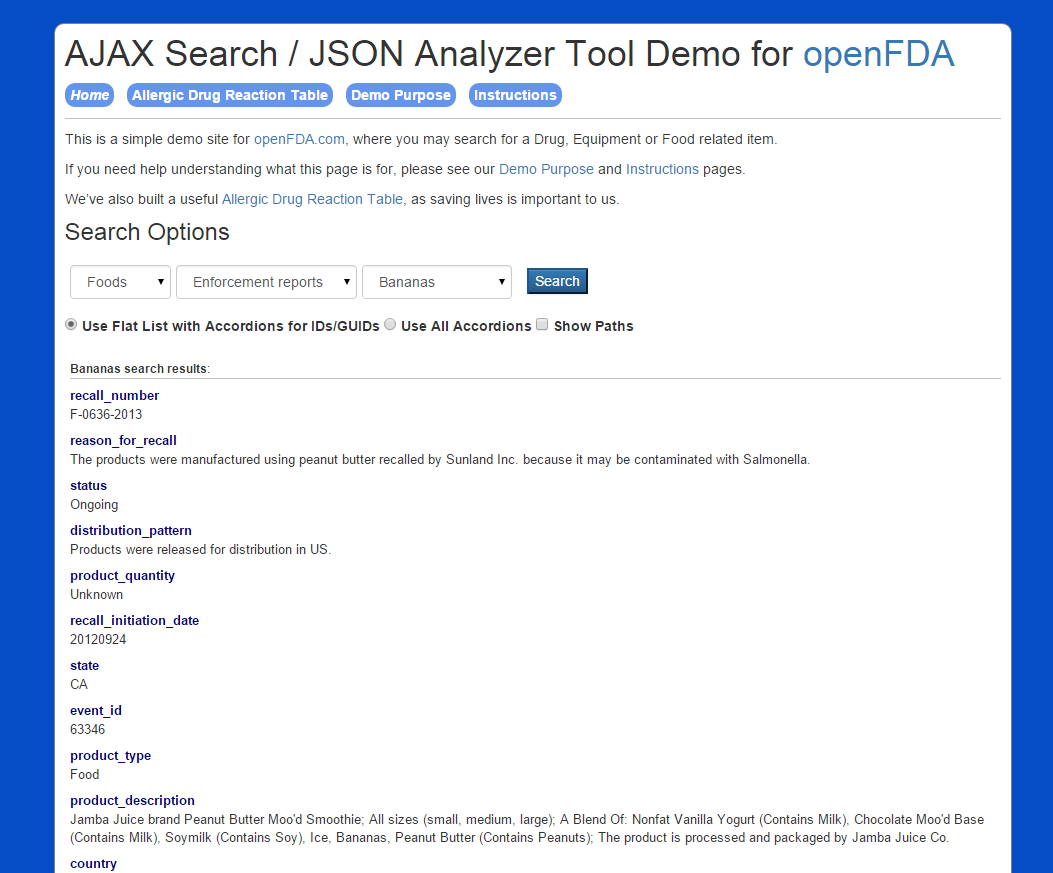 AJAX Search / JSON Analyzer Tool Demo for openFDA
Home Allergic Drug Reaction Table Demo Purpose Instructions
This is a simple demo site for openFDA.com, where you may search for a Drug, Equipment or Food related item.
If you need help understanding what this page is for, please see our Demo Purpose and Instructions pages.
We've also built a useful Allergic Drug Reaction Table, as saving lives is important to us.
Search Options
Foods Enforcement reports Bananas Search
Use Flat List with Accordions for IDs/GUIDs Use All Accordions Show Paths
Bananas search results:
recall_number
F-0636-2013
reason_for_recall
The products were manufactured using peanut butter recalled by Sunland Inc. because it may be contaminated with Salmonella.
status
Ongoing
distribution_pattern
Products were released for distribution in US.
product_quantity
Unknown
recall_initiation_date
20120924
state
CA
event_id
63346
product_type
Food
product_description
Jamba Juice brand Peanut Butter Moo'd Smoothie; All sizes (small, medium, large); A Blend Of: Nonfat Vanilla Yogurt (Contains Milk), Chocolate Moo'd Base
(Contains Milk), Soymilk (Contains Soy), Ice, Bananas, Peanut Butter (Contains Peanuts); The product is processed and packaged by Jamba Juice Co.
country